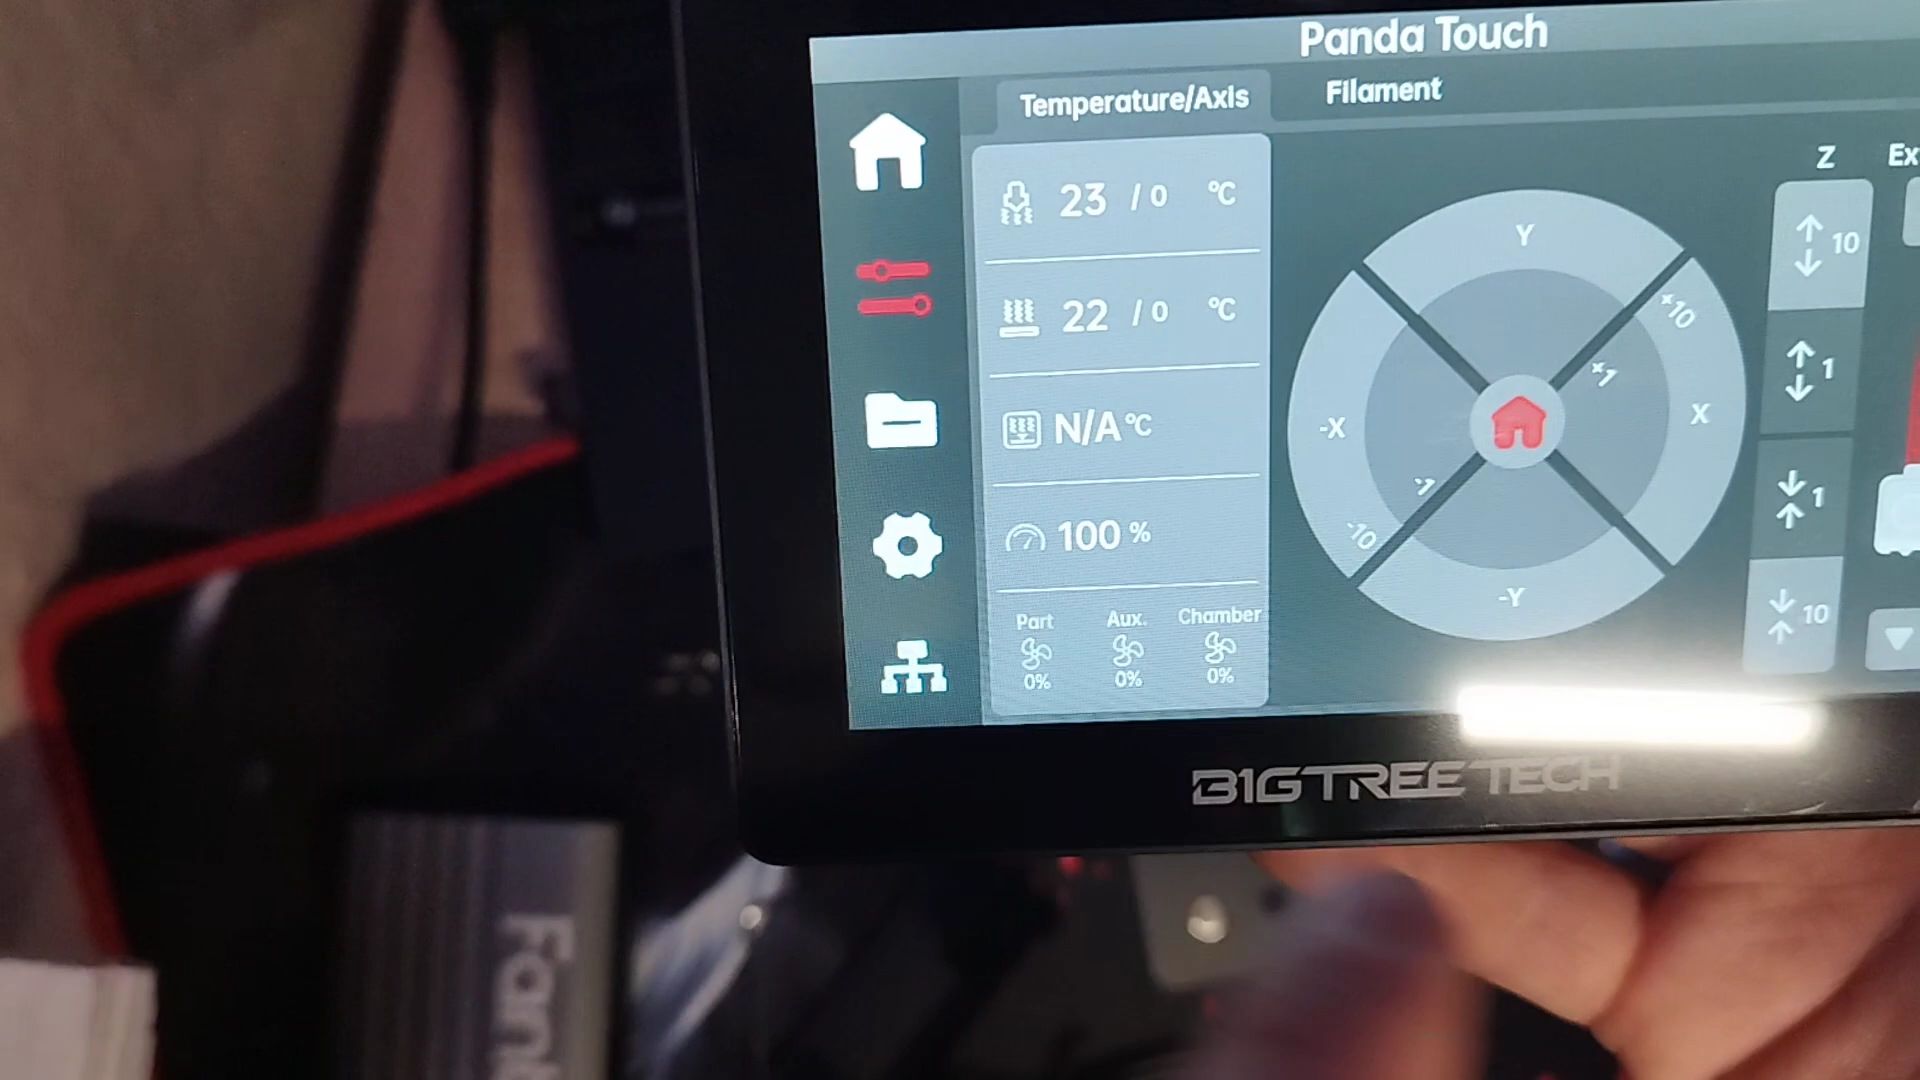 Panda Touch
Temperature/Axis
Filament
23 / 0 °C
22 / 0 °C
N/A °C
100 %
Part
Aux.
Chamber
0%
0%
0%
Y
+10
+1
-X
X
-1
-10
-Y
Z
10
1
1
10
BIGTREETECH